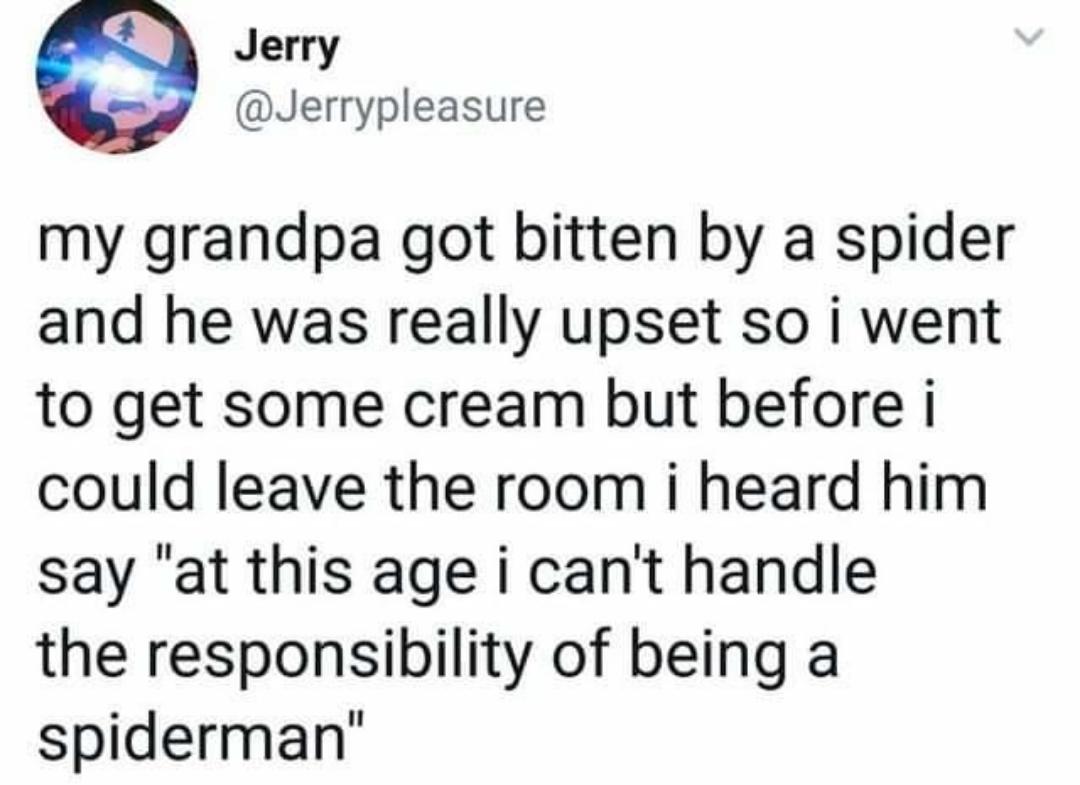 Jerry
@Jerrypleasure
my grandpa got bitten by a spider
and he was really upset so i went
to get some cream but before i
could leave the room i heard him
say "at this age i can't handle
the responsibility of being a
spiderman"